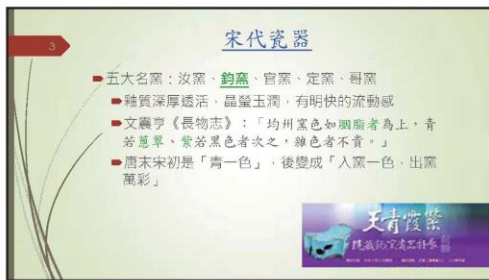 3
宋代瓷器
五大名窯：汝窯、鈞窯、官窯、定窯、哥窯
釉質深厚透活，晶瑩玉潤，有明快的流動感
文震亨《長物志》：「均州窯色如胭脂者為上，青
若蔥翠、紫若黑色者次之，雜色者不貴。」
唐末宋初是「青一色」，後變成「入窯一色，出窯
萬彩」
天青霞紫